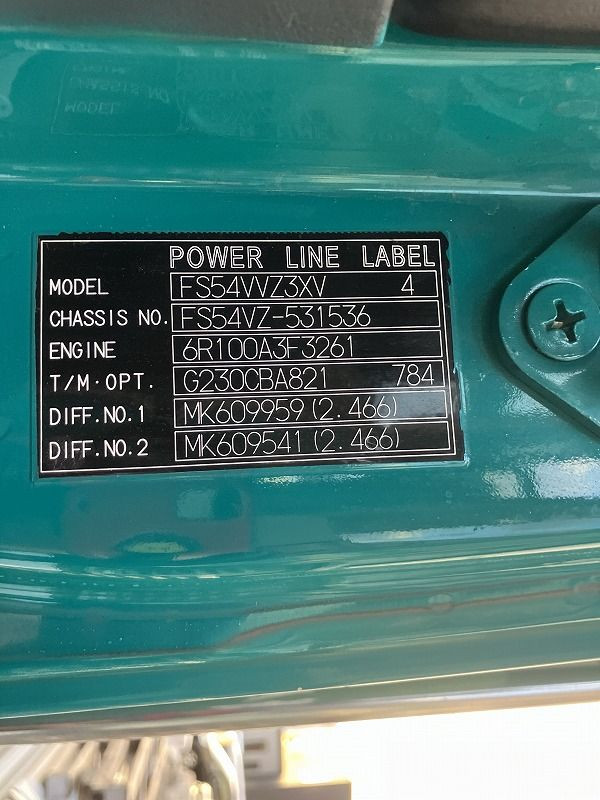 POWER LINE LABEL
MODEL FS54VVZ3XV 4
CHASSIS NO. FS54VZ-531536
ENGINE 6R100A3F3261
T/M·OPT. G230CBA821 784
DIFF.NO.1 MK609959(2.466)
DIFF.NO.2 MK609541(2.466)